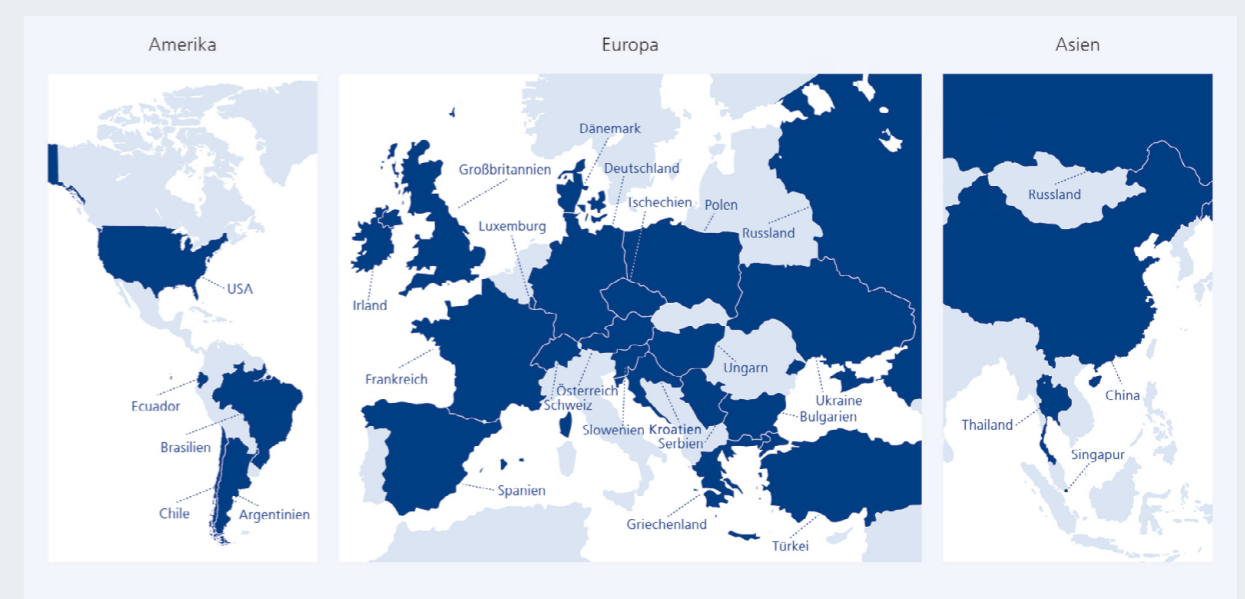 Amerika
Europa
Asien
USA
Ecuador
Brasilien
Chile
Argentinien
Dänemark
Großbritannien
Deutschland
Ischechien
Polen
Luxemburg
Russland
Irland
Frankreich
Ungarn
Österreich
Schweiz
Ukraine
Bulgarien
Slowenien
Kroatien
Serbien
Spanien
Griechenland
Türkei
Russland
China
Thailand
Singapur